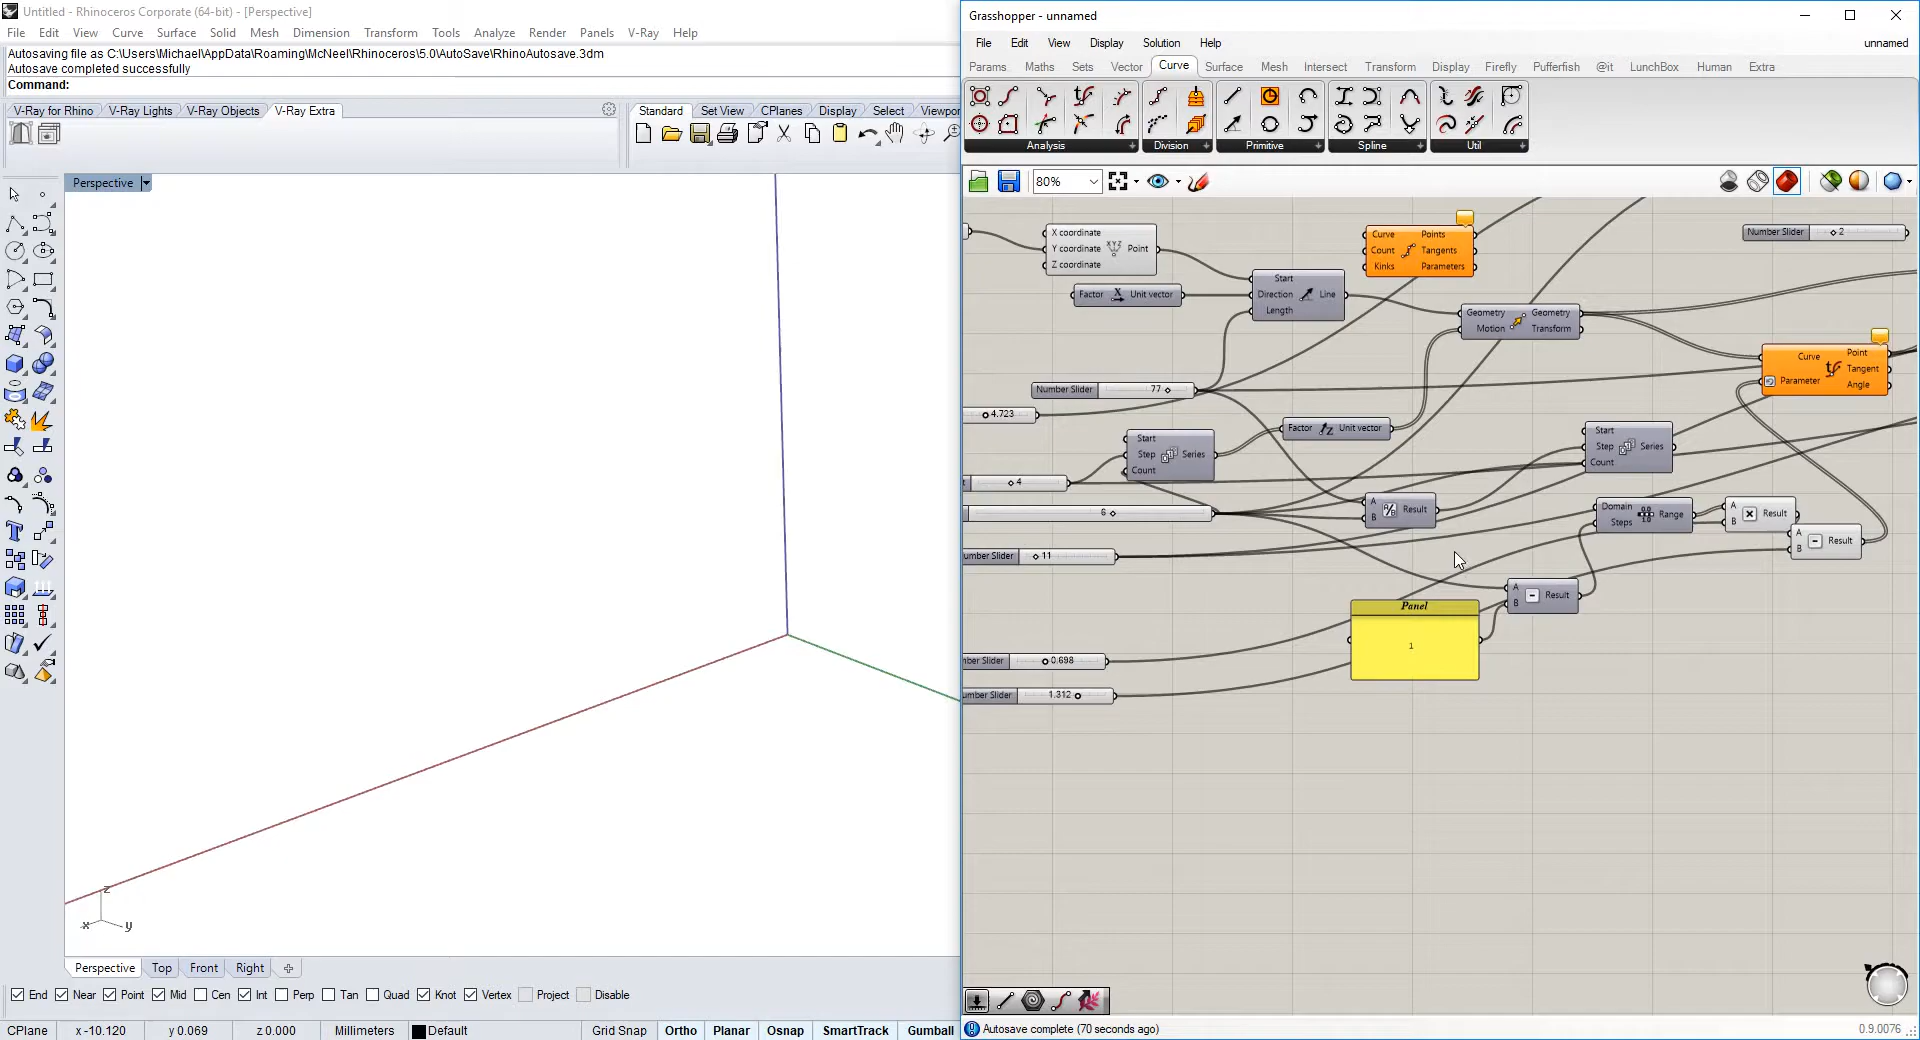 Untitled - Rhinoceros Corporate (64-bit) - [Perspective]
File Edit View Curve Surface Solid Mesh Dimension Transform Tools Analyze Render Panels V-Ray Help
Autosaving file as C:\Users\Michael\AppData\Roaming\McNeel\Rhinoceros\5.0\AutoSave\RhinoAutosave.3dm
Autosave completed successfully
Command:
V-Ray for Rhino V-Ray Lights V-Ray Objects V-Ray Extra
Standard Set View CPlanes Display Select Viewpor
Perspective
z
x y
Perspective Top Front Right
End Near Point Mid Cen Int Perp Tan Quad Knot Vertex Project Disable
CPlane x -10.120 y 0.069 z 0.000 Millimeters Default Grid Snap Ortho Planar Osnap SmartTrack Gumball
Grasshopper - unnamed
File Edit View Display Solution Help unnamed
Params Maths Sets Vector Curve Surface Mesh Intersect Transform Display Firefly Pufferfish @it LunchBox Human Extra
Analysis Division Primitive Spline Util
80%
X coordinate
Y coordinate Point
Z coordinate
XYZ
Factor X Unit vector
Start
Direction Line
Length
Curve Points
Count Tangents
Kinks Parameters
Number Slider 2
Geometry Geometry
Motion Transform
Curve Point
Tangent
Parameter Angle
Number Slider 77
4.723
Start
Step Series
Count
Factor Z Unit vector
Start
Step Series
Count
4
6
A Result
B
Domain Range
Steps
A Result
B
A Result
B
umber Slider 11
A Result
B
Panel
1
mber Slider 0.698
umber Slider 1.312
Autosave complete (70 seconds ago)
0.9.0076